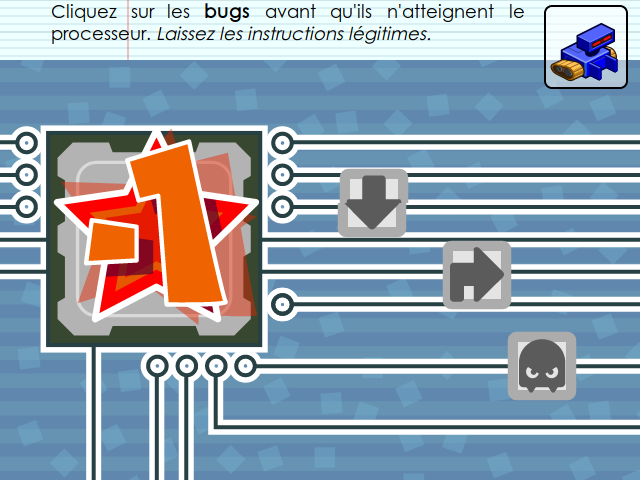 Cliquez sur les bugs avant qu'ils n'atteignent le
processeur. Laissez les instructions légitimes.
-1